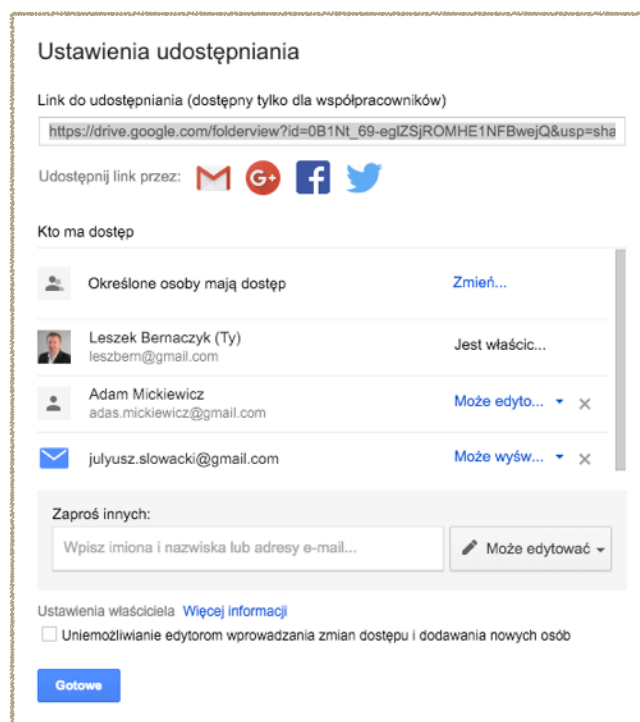 Ustawienia udostępniania
Link do udostępniania (dostępny tylko dla współpracowników)
https://drive.google.com/folderview?id=0B1Nt_69-eglZSjROMHE1NFBwejQ&usp=sha
Udostępnij link przez:
G+
Kto ma dostęp
Określone osoby mają dostęp Zmień...
Leszek Bernaczyk (Ty) Jest właścic...
leszbern@gmail.com
Adam Mickiewicz Może edyto...
adas.mickiewicz@gmail.com
julyusz.slowacki@gmail.com Może wyśw...
Zaproś innych:
Wpisz imiona i nazwiska lub adresy e-mail... Może edytować
Ustawienia właściciela Więcej informacji
Uniemożliwianie edytorom wprowadzania zmian dostępu i dodawania nowych osób
Gotowe